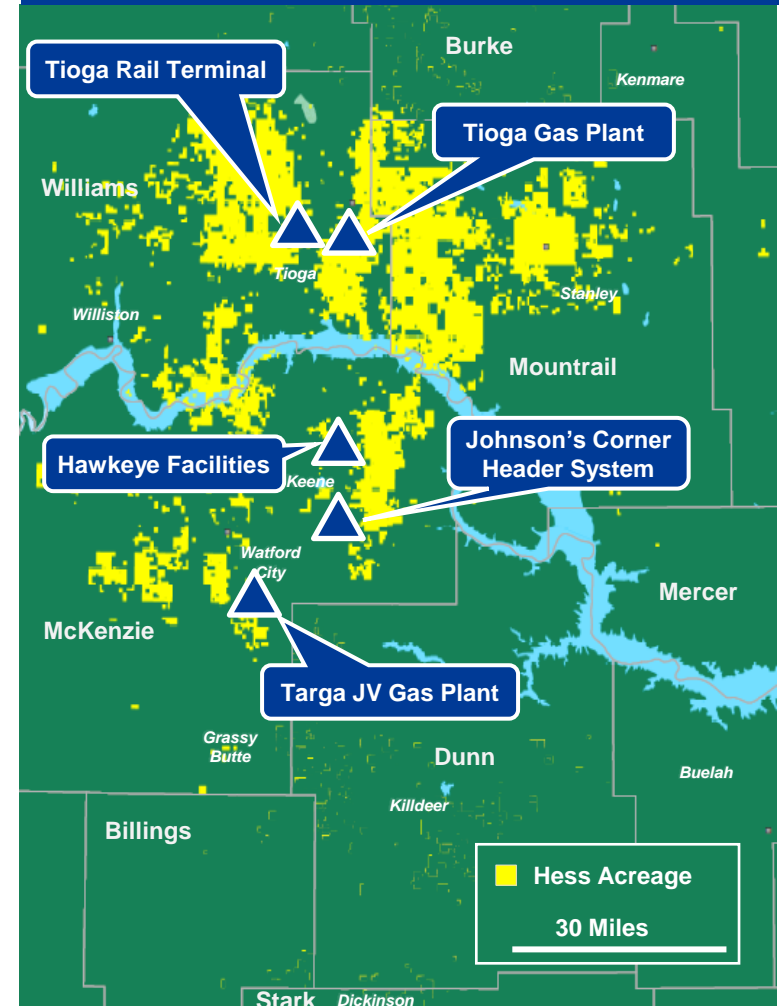 Burke
Tioga Rail Terminal
Kenmare
Tioga Gas Plant
Williams
Tioga
Stanley
Williston
Mountrail
Johnson's Corner
Header System
Hawkeye Facilities
Keene
Watford
City
Mercer
McKenzie
Targa JV Gas Plant
Grassy
Butte
Dunn
Buelah
Killdeer
Billings
Hess Acreage
30 Miles
Stark
Dickinson